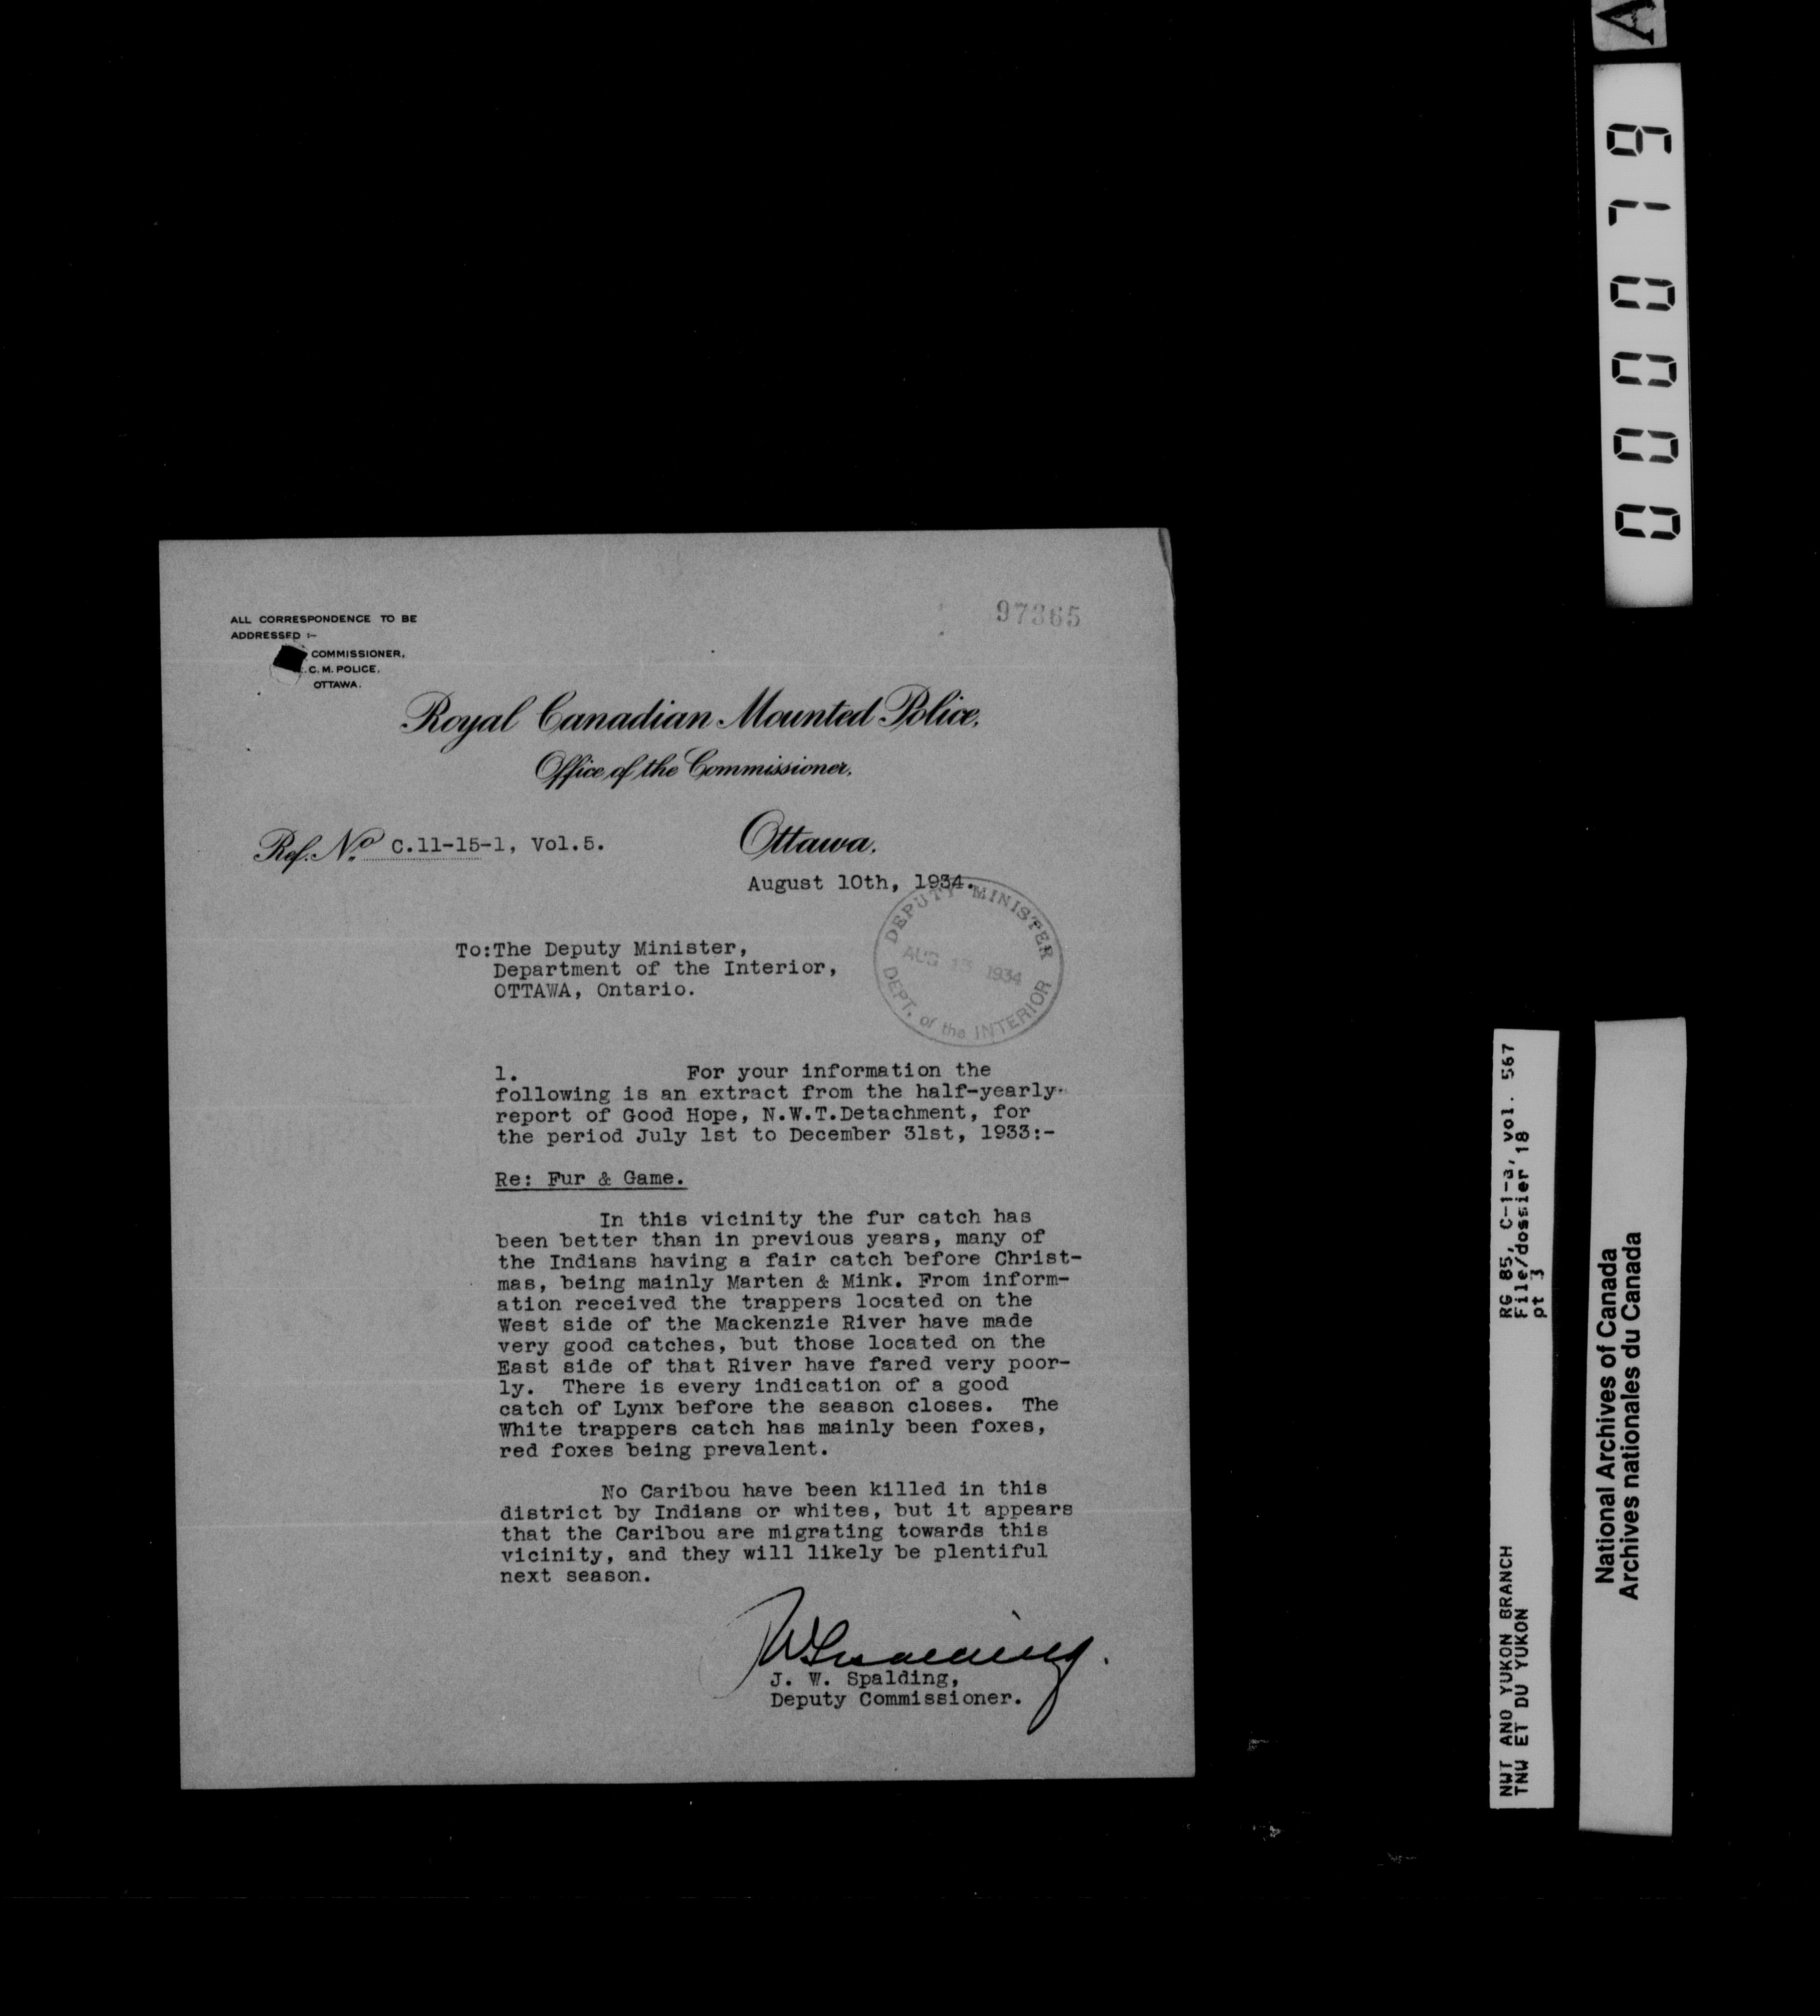 ALL CORRESPONDENCE TO BE
ADDRESSED :-
COMMISSIONER,
C. M. POLICE,
OTTAWA.
97365
Royal Canadian Mounted Police,
Office of the Commissioner.
Ref. No C.11-15-1, Vol.5.
Ottawa.
August 10th, 1934.
DEPUTY MINISTER
AUG 1934
DEPT. of the INTERIOR
To:The Deputy Minister,
Department of the Interior,
OTTAWA, Ontario.
1. For your information the
following is an extract from the half-yearly
report of Good Hope, N.W.T.Detachment, for
the period July 1st to December 31st, 1933:-
Re: Fur & Game.
In this vicinity the fur catch has
been better than in previous years, many of
the Indians having a fair catch before Christ-
mas, being mainly Marten & Mink. From inform-
ation received the trappers located on the
West side of the Mackenzie River have made
very good catches, but those located on the
East side of that River have fared very poor-
ly. There is every indication of a good
catch of Lynx before the season closes. The
White trappers catch has mainly been foxes,
red foxes being prevalent.
No Caribou have been killed in this
district by Indians or whites, but it appears
that the Caribou are migrating towards this
vicinity, and they will likely be plentiful
next season.
J. W. Spalding,
Deputy Commissioner.
A
000079
NWT AND YUKON BRANCH
TNW ET DU YUKON
RG 85, C-1-a, vol. 567
File/dossier 18
pt 3
National Archives of Canada
Archives nationales du Canada